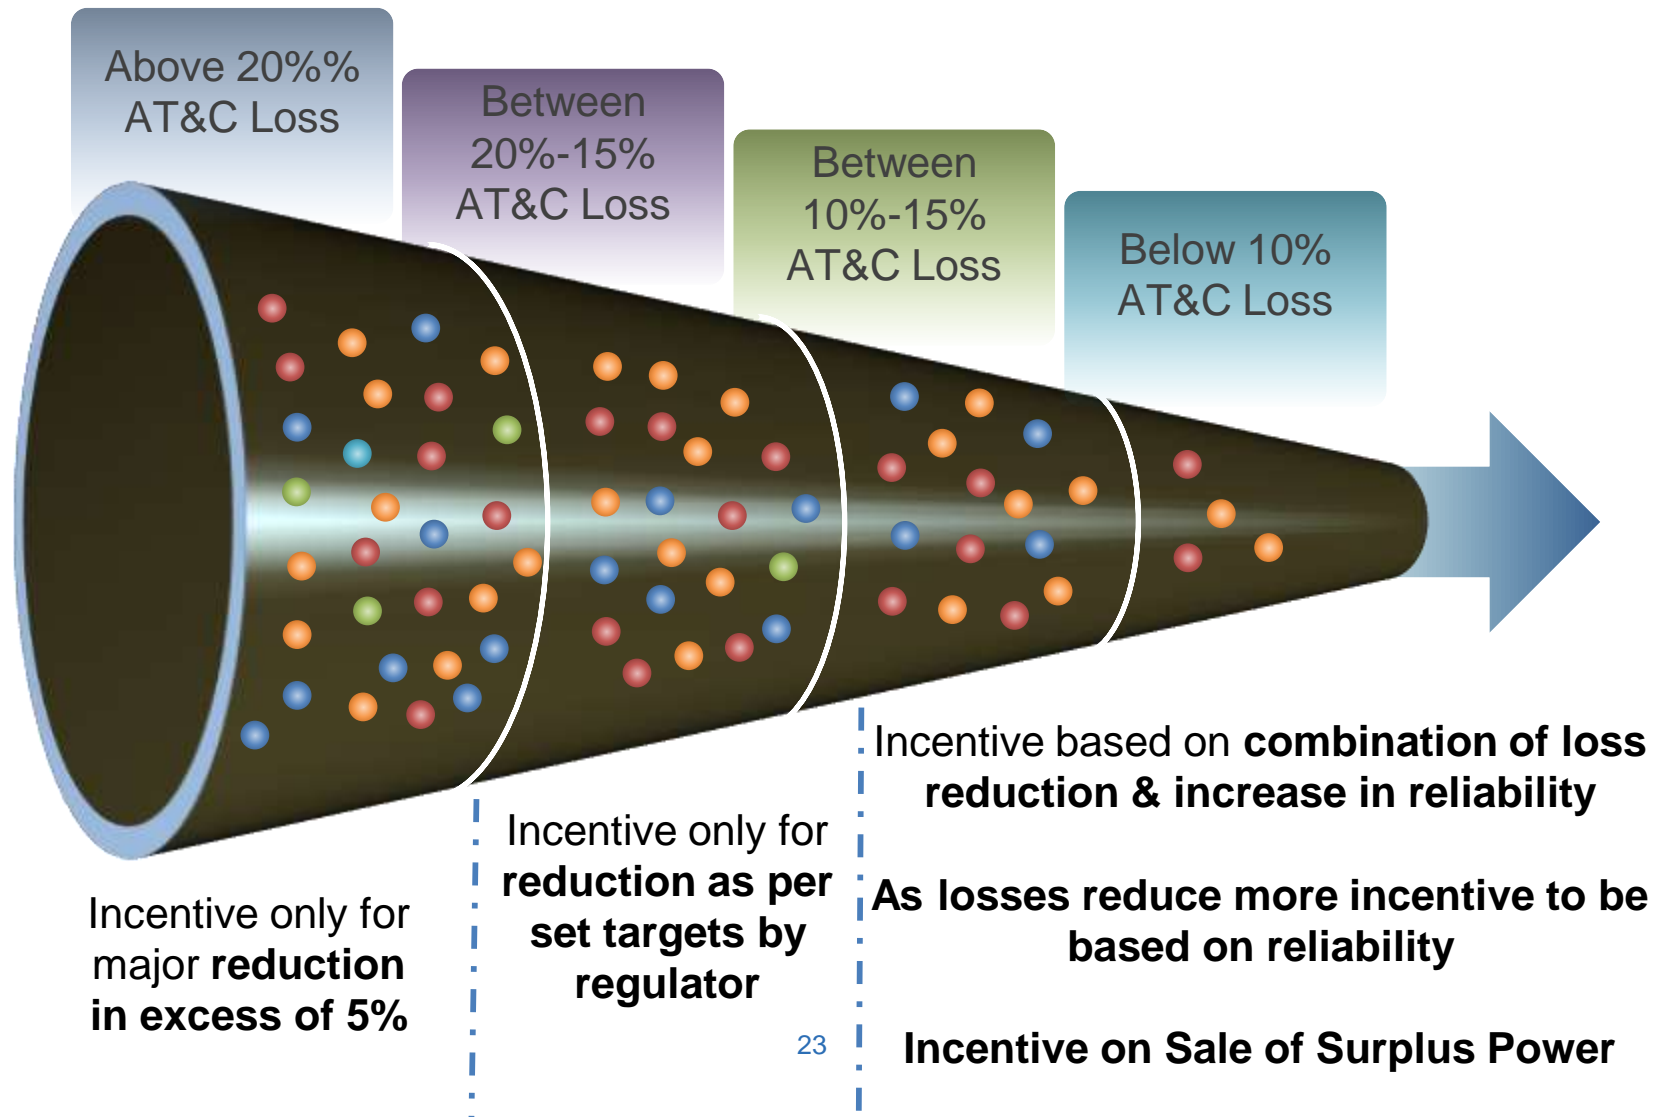 Above 20%%
AT&C Loss
Between
20%-15%
AT&C Loss
Between
10%-15%
AT&C Loss
Below 10%
AT&C Loss
Incentive only for
major reduction
in excess of 5%
Incentive only for
reduction as per
set targets by
regulator
Incentive based on combination of loss
reduction & increase in reliability
As losses reduce more incentive to be
based on reliability
Incentive on Sale of Surplus Power
23